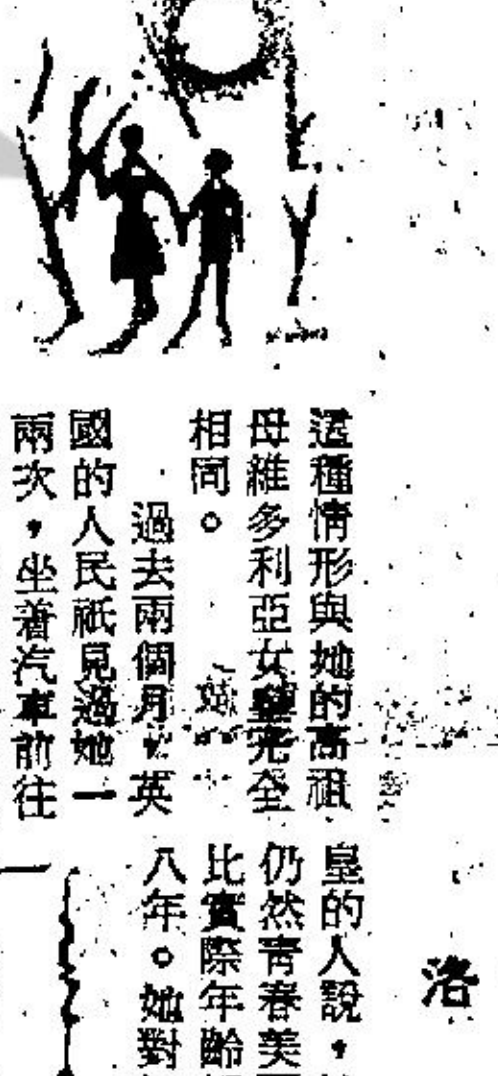 洛
這種情形與她的高祖
母維多利亞女皇完全
相同。
過去兩個月,英
國的人民祇見過她一
兩次,坐着汽車前往
皇的人說,
仍然青春美
比實際年齡
八年。她對